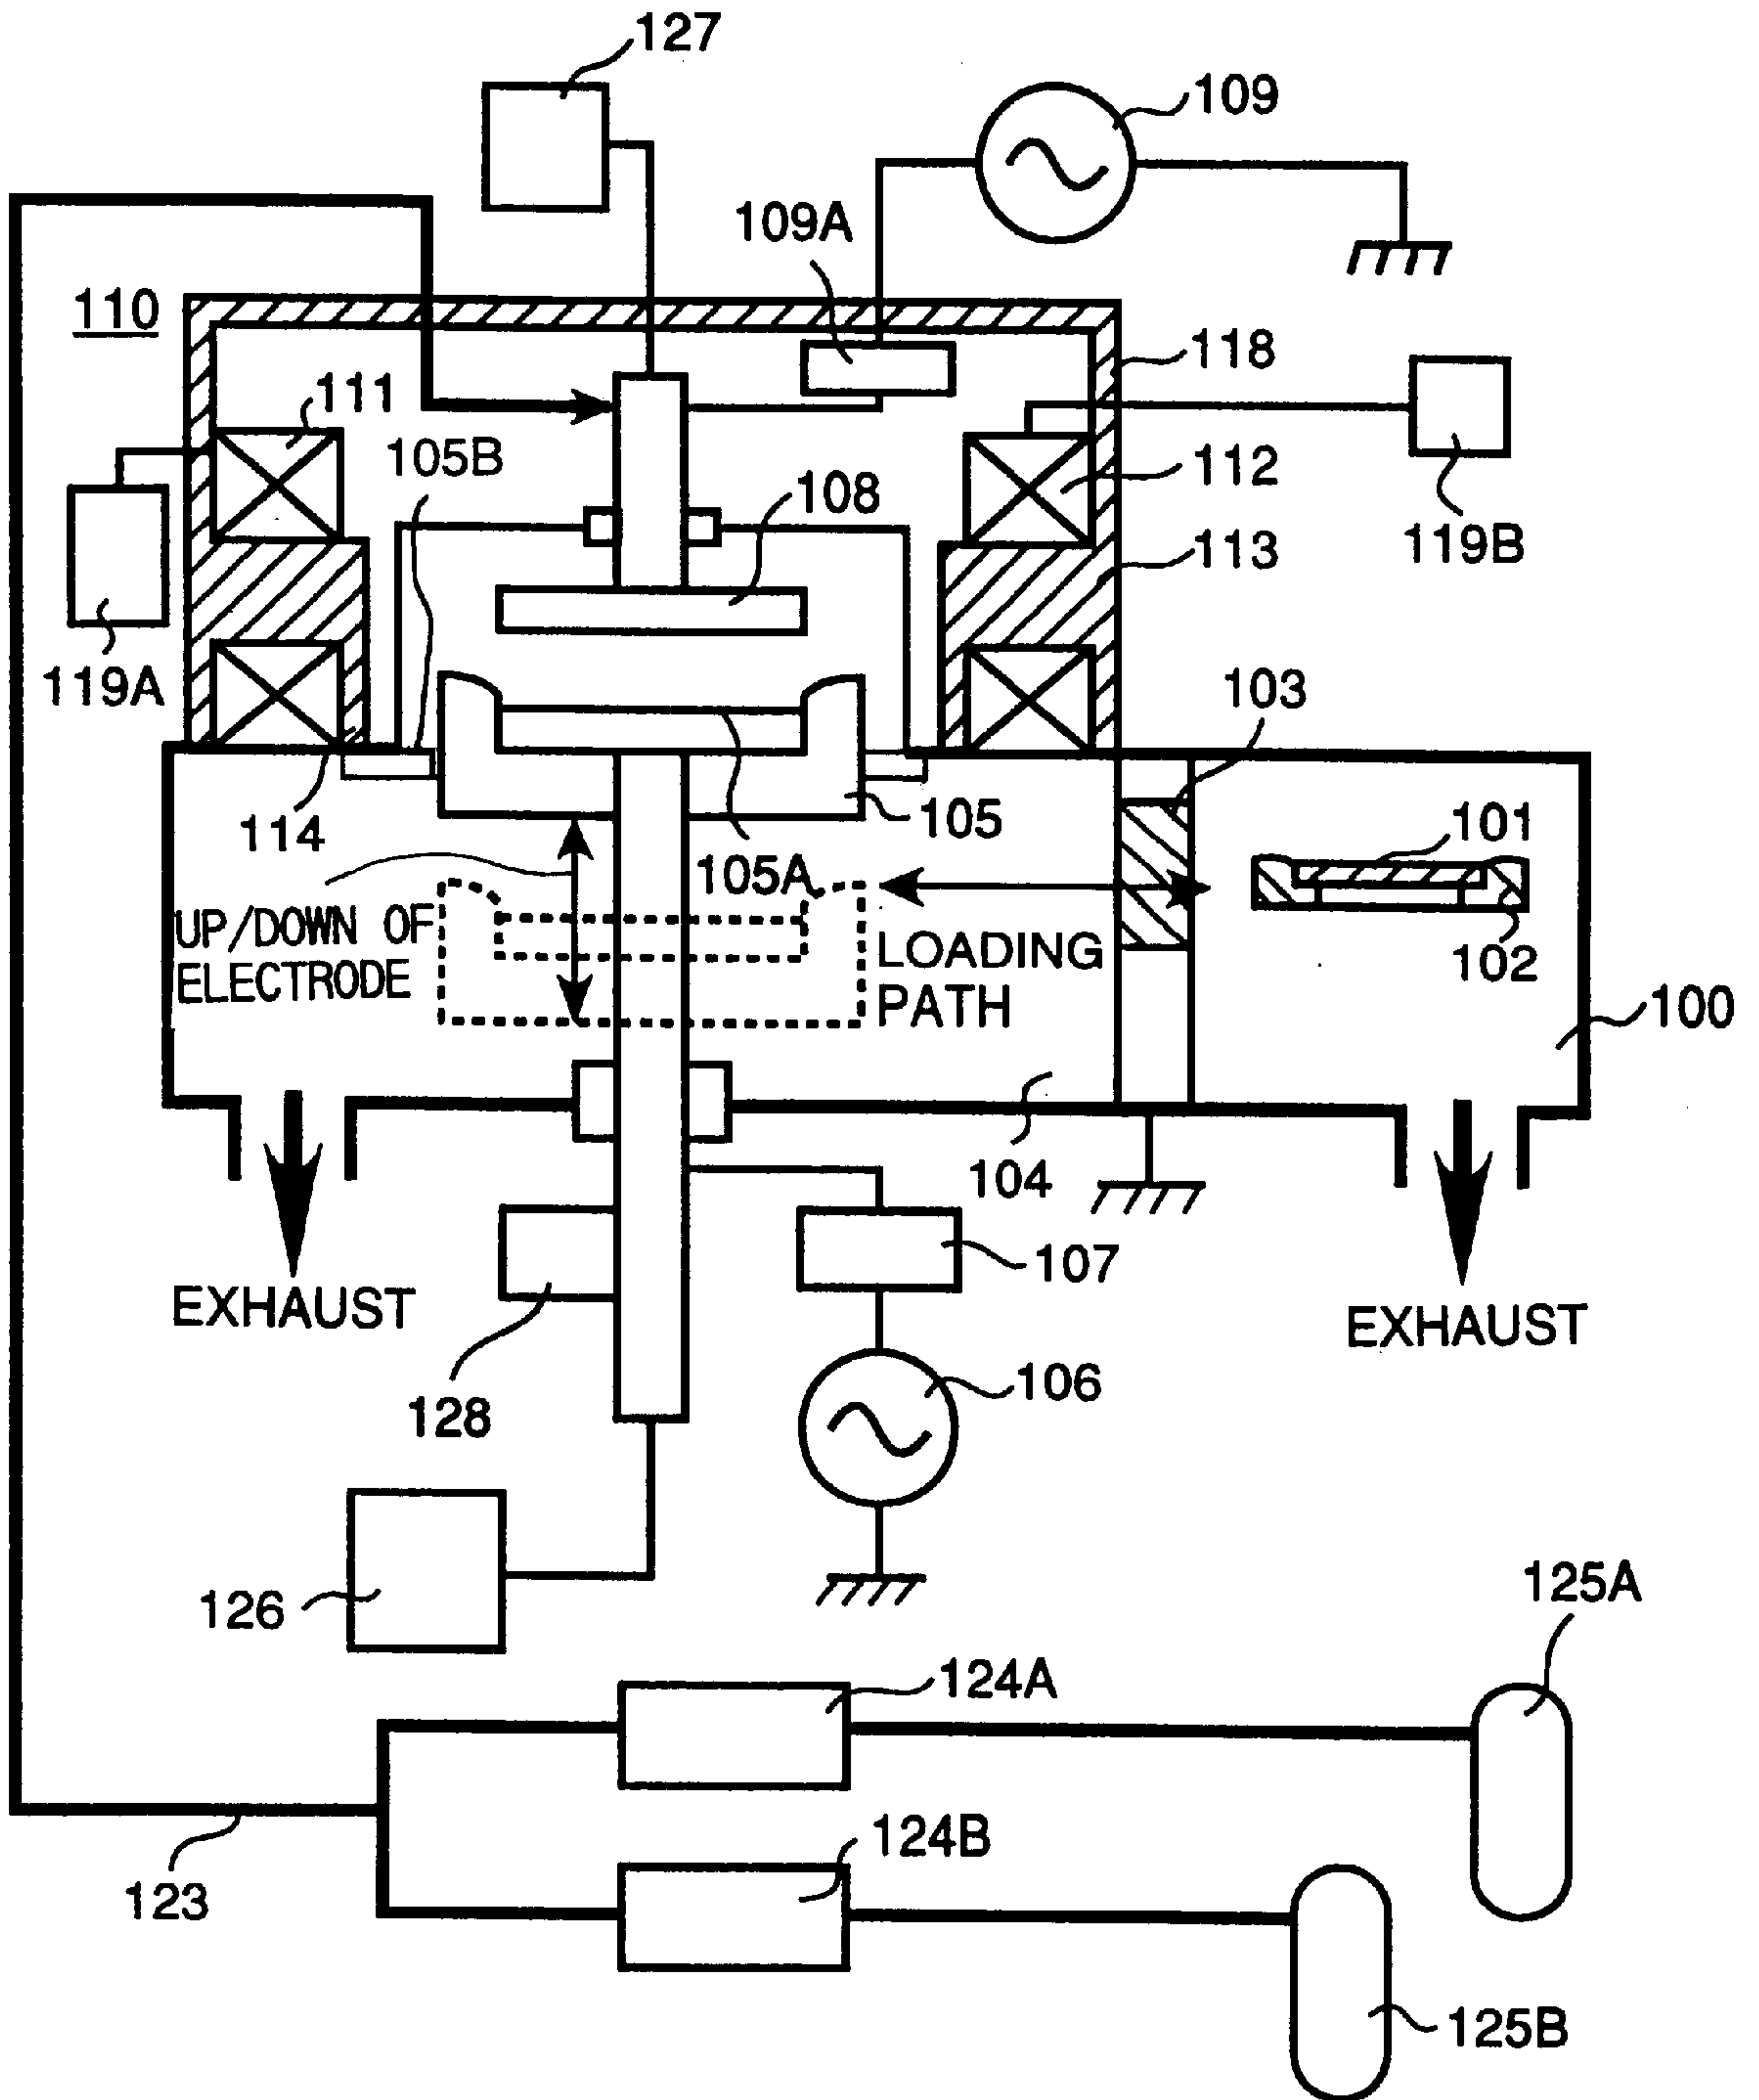 127
109
109A
110
118
111
105B
108
112
119B
113
119A
103
114
105
101
105A
UP/DOWN OF
ELECTRODE
LOADING
PATH
102
100
104
107
EXHAUST
EXHAUST
128
106
126
125A
124A
124B
123
125B